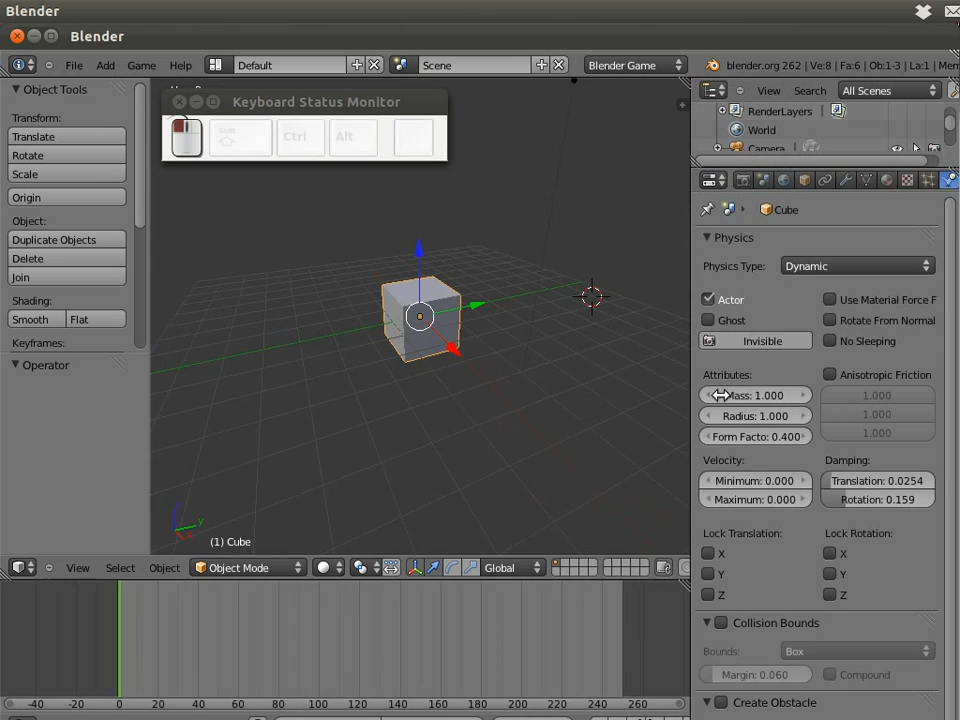 Blender
Blender
File Add Game Help Default Scene Blender Game blender.org 262 | Ve:8 | Fa:6 | Ob:1-3 | La:1 | Mem
Object Tools
Transform:
Translate
Rotate
Scale
Origin
Object:
Duplicate Objects
Delete
Join
Shading:
Smooth Flat
Keyframes:
Operator
Keyboard Status Monitor
Shift Ctrl Alt
y
(1) Cube
View Select Object Object Mode Global
-40 -20 0 20 40 60 80 100 120 140 160 180 200 220 240 260
View Search All Scenes
RenderLayers
World
Camera
Cube
Physics
Physics Type: Dynamic
Actor Use Material Force F
Ghost Rotate From Normal
Invisible No Sleeping
Attributes: Anisotropic Friction
Mass: 1.000 1.000
Radius: 1.000 1.000
Form Facto: 0.400 1.000
Velocity: Damping:
Minimum: 0.000 Translation: 0.0254
Maximum: 0.000 Rotation: 0.159
Lock Translation: Lock Rotation:
X X
Y Y
Z Z
Collision Bounds
Bounds: Box
Margin: 0.060 Compound
Create Obstacle